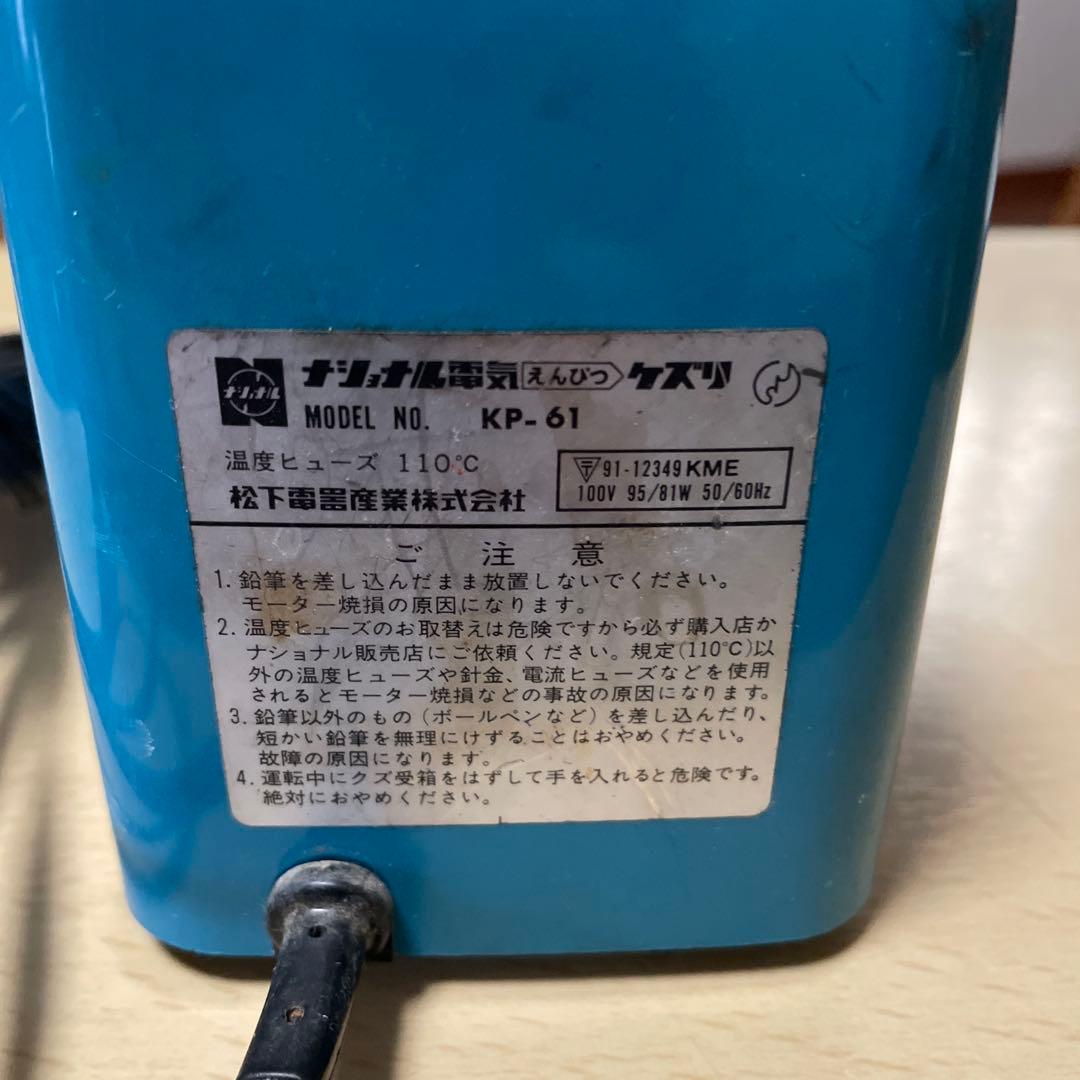 ナショナル
ナショナル電気えんぴつケズリ
MODEL NO. KP-61
温度ヒューズ 110℃
〒91-12349 KME
100V 95/81W 50/60Hz
松下電器産業株式会社
ご注意
1. 鉛筆を差し込んだまま放置しないでください。
モーター焼損の原因になります。
2. 温度ヒューズのお取替えは危険ですから必ず購入店か
ナショナル販売店にご依頼ください。規定(110℃)以
外の温度ヒューズや針金、電流ヒューズなどを使用
されるとモーター焼損などの事故の原因になります。
3. 鉛筆以外のもの(ボールペンなど)を差し込んだり、
短かい鉛筆を無理にけずることはおやめください。
故障の原因になります。
4. 運転中にクズ受箱をはずして手を入れると危険です。
絶対におやめください。